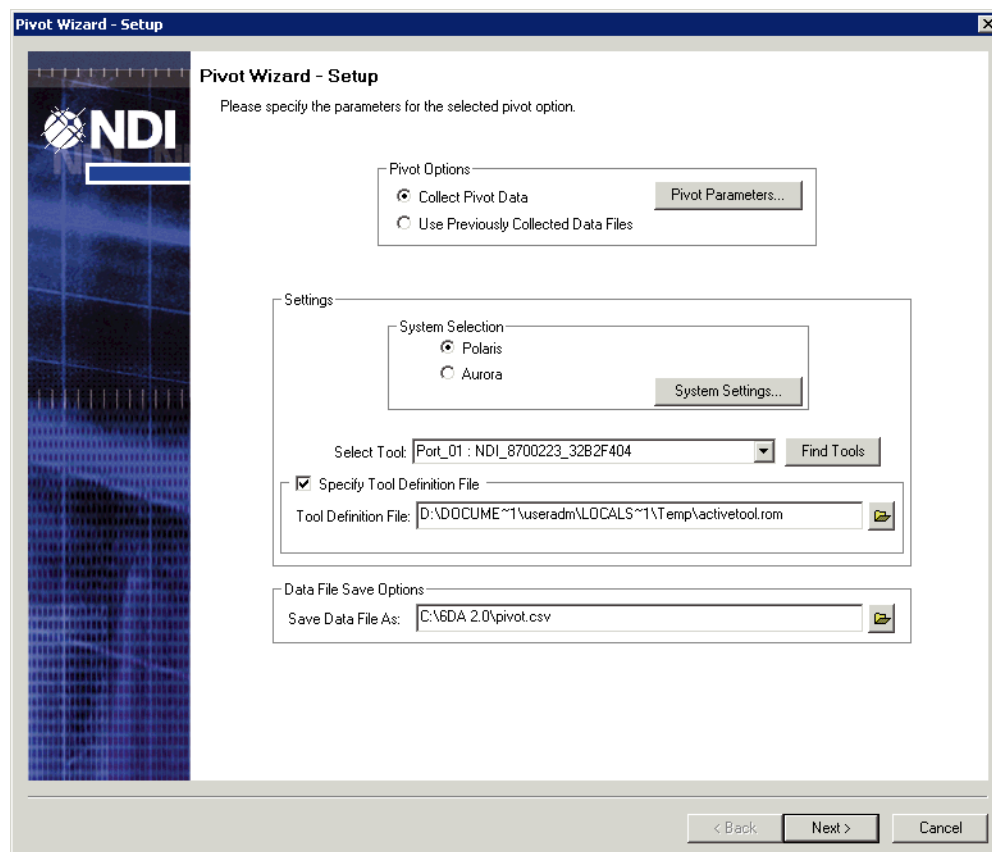 Pivot Wizard - Setup
NDI
Pivot Wizard - Setup
Please specify the parameters for the selected pivot option.
Pivot Options
Collect Pivot Data
Pivot Parameters...
Use Previously Collected Data Files
Settings
System Selection
Polaris
Aurora
System Settings...
Select Tool: Port_01 : NDI_8700223_32B2F404 Find Tools
Specify Tool Definition File
Tool Definition File: D:\DOCUME~1\useradm\LOCALS~1\Temp\activetool.rom
Data File Save Options
Save Data File As: C:\6DA 2.0\pivot.csv
< Back Next > Cancel